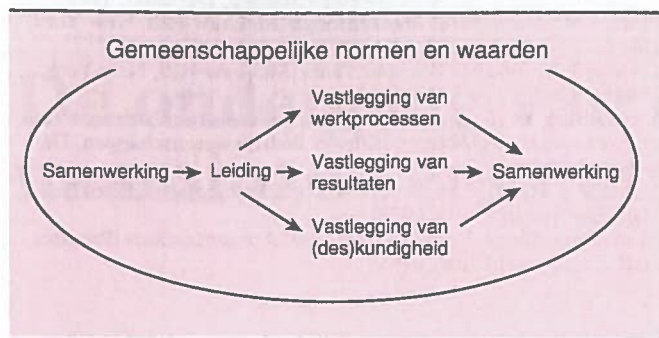 Gemeenschappelijke normen en waarden
Vastlegging van
werkprocessen
Samenwerking → Leiding → Vastlegging van
resultaten → Samenwerking
Vastlegging van
(des)kundigheid